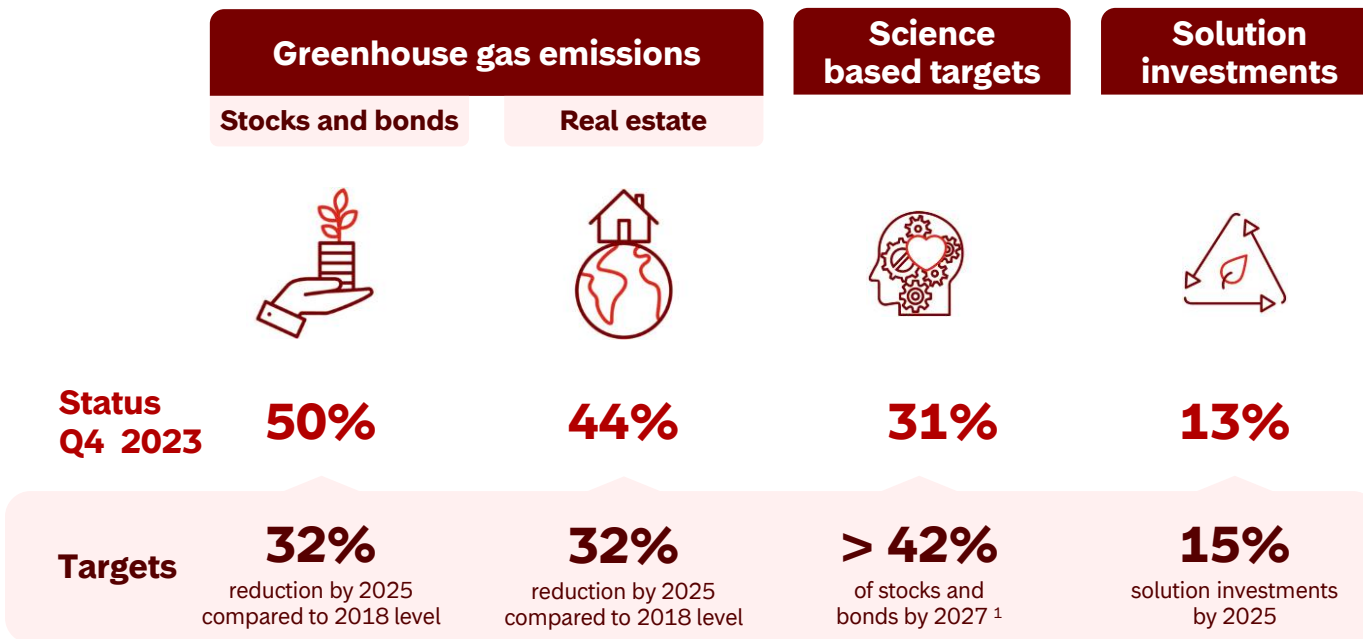 Greenhouse gas emissions
Science
based targets
Solution
investments
Stocks and bonds
Real estate
Status
Q4 2023
50%
44%
31%
13%
Targets
32%
reduction by 2025
compared to 2018 level
32%
reduction by 2025
compared to 2018 level
> 42%
of stocks and
bonds by 2027 ¹
15%
solution investments
by 2025